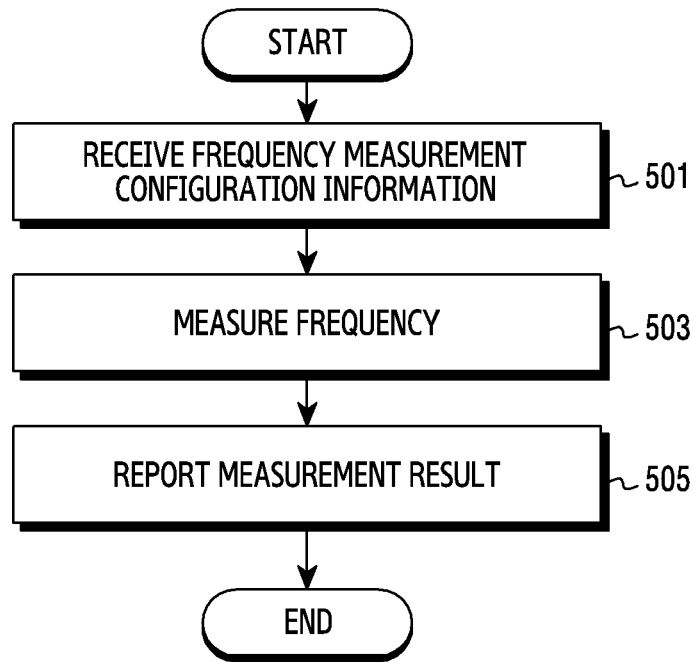 START
RECEIVE FREQUENCY MEASUREMENT
CONFIGURATION INFORMATION
501
MEASURE FREQUENCY
503
REPORT MEASUREMENT RESULT
505
END